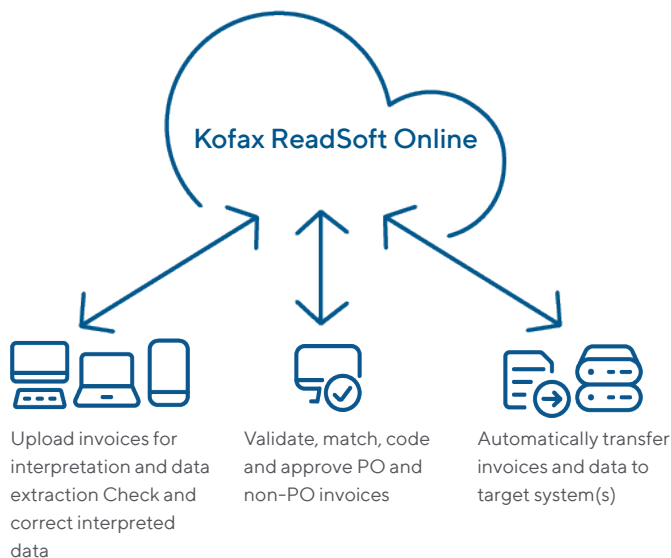 Kofax ReadSoft Online
Upload invoices for
interpretation and data
extraction Check and
correct interpreted
data
Validate, match, code
and approve PO and
non-PO invoices
Automatically transfer
invoices and data to
target system(s)